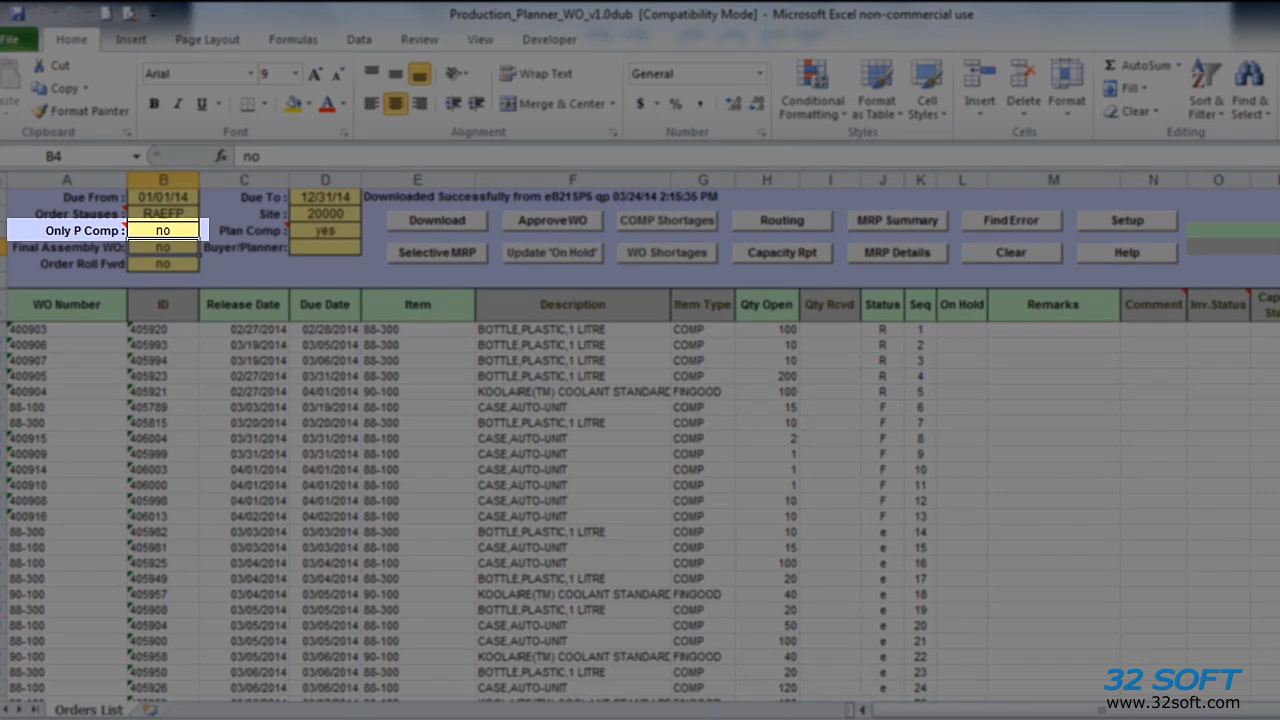 Production_Planner_WO_v1.0dub [Compatibility Mode] - Microsoft Excel non-commercial use
File Home Insert Page Layout Formulas Data Review View Developer
Cut
Copy
Format Painter
Clipboard
Arial 9
B I U
Font
Wrap Text
Merge & Center
Alignment
General
$ % ,
Number
Conditional Formatting
Format as Table
Cell Styles
Styles
Insert Delete Format
Cells
Σ AutoSum
Fill
Clear
Sort & Filter
Find & Select
Editing
B4 fx no
A B C D E F G H I J K L M N O
Due From : 01/01/14 Due To : 12/31/14 Downloaded Successfully from eB21SP5 qp 03/24/14 2:15:35 PM
Order Stauses : RAEFP Site : 20000 Download Approve WO COMP Shortages Routing MRP Summary Find Error Setup
Only P Comp : no Plan Comp : yes
Final Assembly WO: no Buyer/Planner: Selective MRP Update 'On Hold' WO Shortages Capacity Rpt MRP Details Clear Help
Order Roll Fwd no
WO Number ID Release Date Due Date Item Description Item Type Qty Open Qty Rcvd Status Seq On Hold Remarks Comment Inv.Status
400903 405920 02/27/2014 02/28/2014 88-300 BOTTLE,PLASTIC,1 LITRE COMP 100 R 1
400906 405993 03/19/2014 03/05/2014 88-300 BOTTLE,PLASTIC,1 LITRE COMP 10 R 2
400907 405994 03/19/2014 03/06/2014 88-300 BOTTLE,PLASTIC,1 LITRE COMP 10 R 3
400905 405923 02/27/2014 03/31/2014 88-300 BOTTLE,PLASTIC,1 LITRE COMP 200 R 4
400904 405921 02/27/2014 04/01/2014 90-100 KOOLAIRE(TM) COOLANT STANDARD FINGOOD 100 R 5
88-100 405789 03/03/2014 03/19/2014 88-100 CASE,AUTO-UNIT COMP 15 F 6
88-300 405815 03/20/2014 03/20/2014 88-300 BOTTLE,PLASTIC,1 LITRE COMP 10 F 7
400915 406004 03/31/2014 03/31/2014 88-100 CASE,AUTO-UNIT COMP 2 F 8
400909 405999 03/31/2014 03/31/2014 88-100 CASE,AUTO-UNIT COMP 1 F 9
400914 406003 04/01/2014 04/01/2014 88-100 CASE,AUTO-UNIT COMP 1 F 10
400910 406000 04/01/2014 04/01/2014 88-100 CASE,AUTO-UNIT COMP 1 F 11
400908 405998 04/01/2014 04/01/2014 88-100 CASE,AUTO-UNIT COMP 10 F 12
400916 406013 04/02/2014 04/02/2014 88-100 CASE,AUTO-UNIT COMP 10 F 13
88-300 405982 03/03/2014 03/03/2014 88-300 BOTTLE,PLASTIC,1 LITRE COMP 10 e 14
88-100 405981 03/03/2014 03/03/2014 88-100 CASE,AUTO-UNIT COMP 15 e 15
88-100 405925 03/04/2014 03/04/2014 88-100 CASE,AUTO-UNIT COMP 100 e 16
88-300 405949 03/04/2014 03/04/2014 88-300 BOTTLE,PLASTIC,1 LITRE COMP 20 e 17
90-100 405957 03/04/2014 03/05/2014 90-100 KOOLAIRE(TM) COOLANT STANDARD FINGOOD 40 e 18
88-300 405908 03/05/2014 03/05/2014 88-300 BOTTLE,PLASTIC,1 LITRE COMP 20 e 19
88-100 405904 03/05/2014 03/05/2014 88-100 CASE,AUTO-UNIT COMP 50 e 20
88-100 405900 03/05/2014 03/05/2014 88-100 CASE,AUTO-UNIT COMP 100 e 21
90-100 405958 03/05/2014 03/06/2014 90-100 KOOLAIRE(TM) COOLANT STANDARD FINGOOD 40 e 22
88-300 405950 03/06/2014 03/06/2014 88-300 BOTTLE,PLASTIC,1 LITRE COMP 20 e 23
88-100 405926 03/06/2014 03/06/2014 88-100 CASE,AUTO-UNIT COMP 120 e 24
Orders List
32 SOFT
www.32soft.com